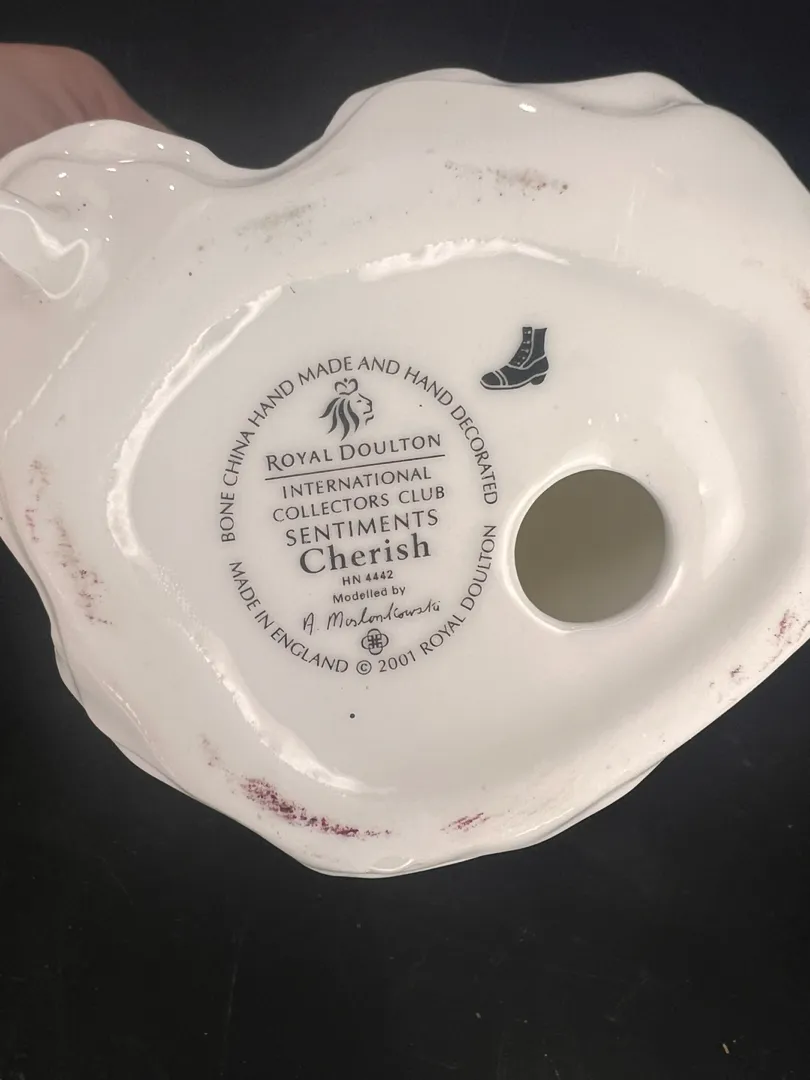 BONE CHINA HAND MADE AND HAND DECORATED
ROYAL DOULTON
INTERNATIONAL
COLLECTORS CLUB
SENTIMENTS
Cherish
HN 4442
Modelled by
A. Maslankowski
MADE IN ENGLAND © 2001 ROYAL DOULTON